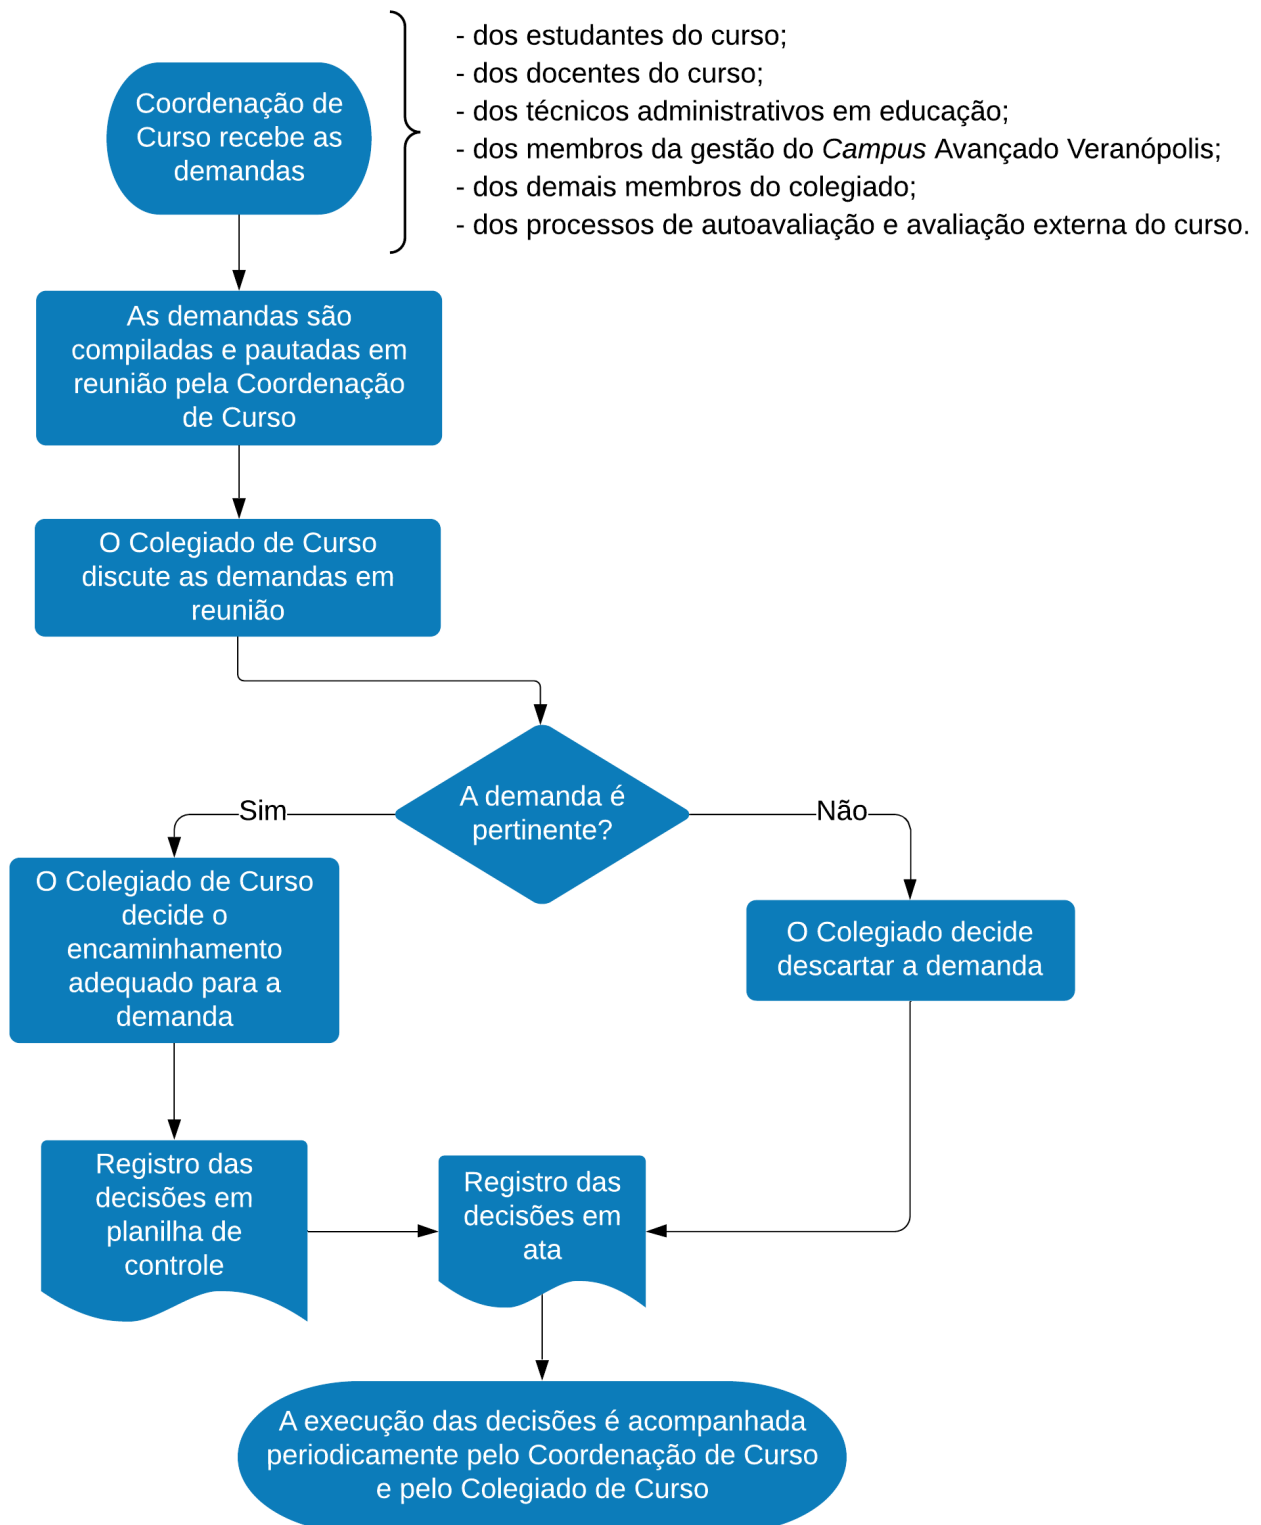 Coordenação de
Curso recebe as
demandas
- dos estudantes do curso;
- dos docentes do curso;
- dos técnicos administrativos em educação;
- dos membros da gestão do Campus Avançado Veranópolis;
- dos demais membros do colegiado;
- dos processos de autoavaliação e avaliação externa do curso.
As demandas são
compiladas e pautadas em
reunião pela Coordenação
de Curso
O Colegiado de Curso
discute as demandas em
reunião
A demanda é
pertinente?
Sim
Não
O Colegiado de Curso
decide o
encaminhamento
adequado para a
demanda
O Colegiado decide
descartar a demanda
Registro das
decisões em
planilha de
controle
Registro das
decisões em
ata
A execução das decisões é acompanhada
periodicamente pelo Coordenação de Curso
e pelo Colegiado de Curso